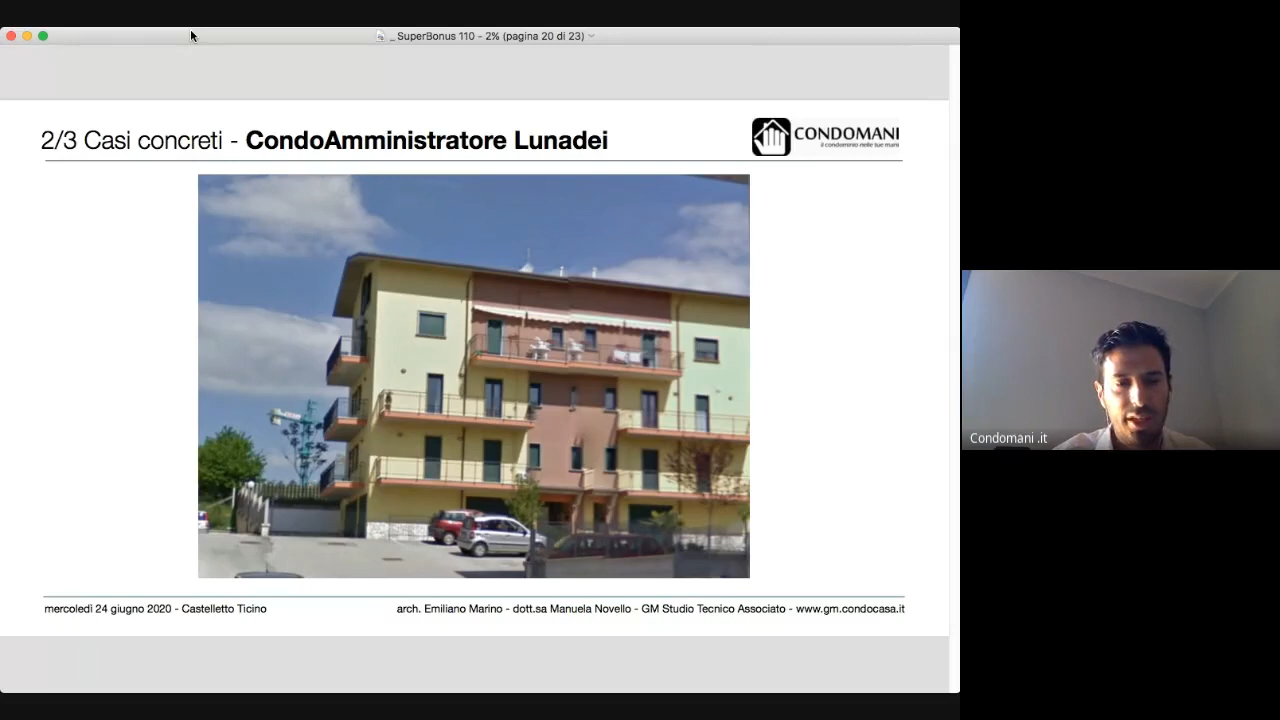 _ SuperBonus 110 - 2% (pagina 20 di 23)
2/3 Casi concreti - CondoAmministratore Lunadei
CONDOMANI
il condominio nelle tue mani
Condomani .it
mercoledì 24 giugno 2020 - Castelletto Ticino
arch. Emiliano Marino - dott.sa Manuela Novello - GM Studio Tecnico Associato - www.gm.condocasa.it